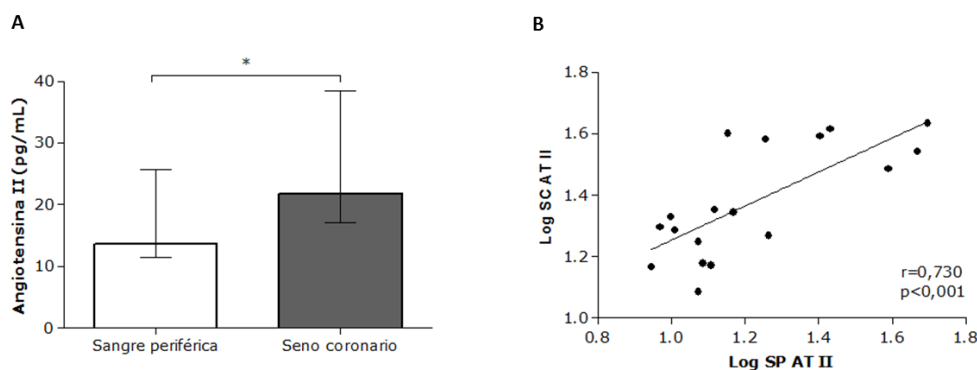 A
*
Angiotensina II (pg/mL)
40
30
20
10
0
Sangre periférica
Seno coronario
B
Log SC AT II
1.8
1.6
1.4
1.2
1.0
0.8
1.0
1.2
1.4
1.6
1.8
r=0,730
p<0,001
Log SP AT II